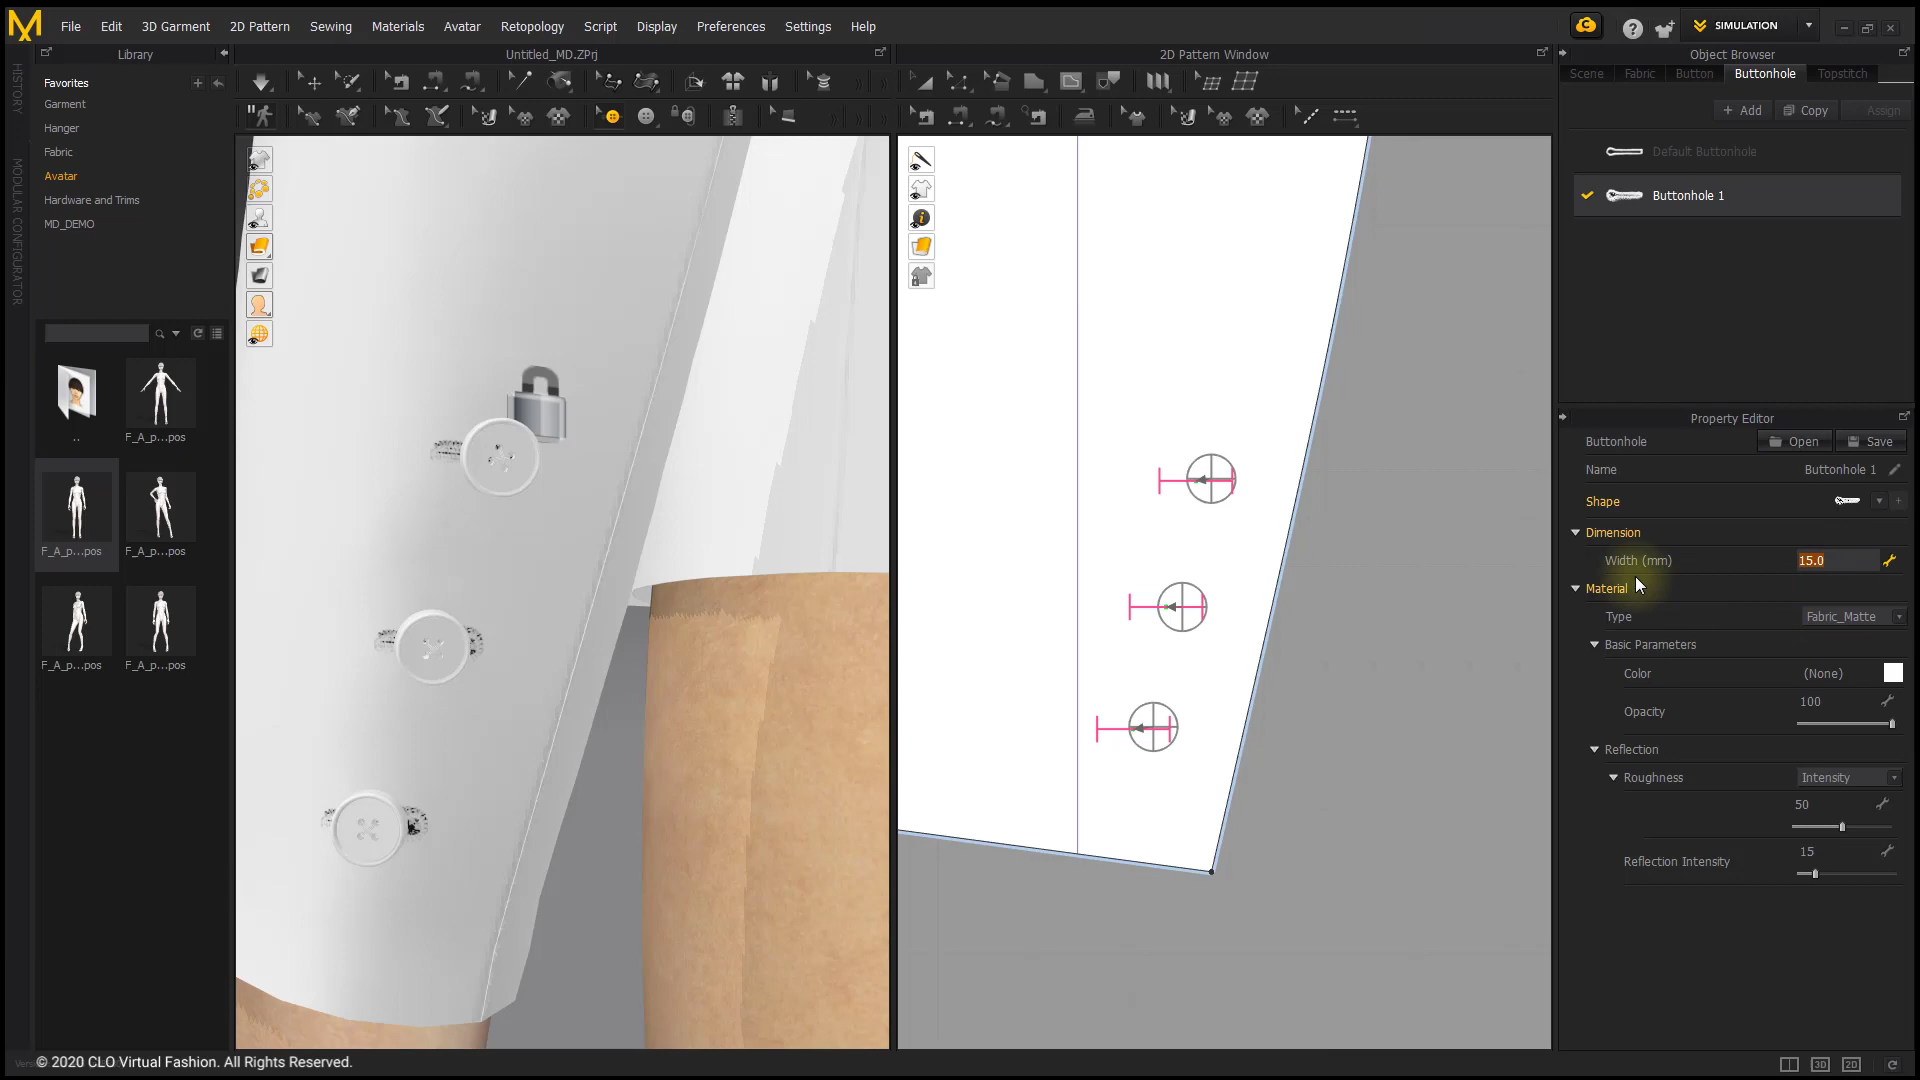 File Edit 3D Garment 2D Pattern Sewing Materials Avatar Retopology Script Display Preferences Settings Help
SIMULATION
Library
Untitled_MD.ZPrj
2D Pattern Window
Object Browser
HISTORY
MODULAR CONFIGURATOR
Favorites
Garment
Hanger
Fabric
Avatar
Hardware and Trims
MD_DEMO
..
F_A_p...pos
F_A_p...pos
F_A_p...pos
F_A_p...pos
F_A_p...pos
Scene Fabric Button Buttonhole Topstitch
+ Add Copy Assign
Default Buttonhole
Buttonhole 1
Property Editor
Buttonhole Open Save
Name Buttonhole 1
Shape
Dimension
Width (mm) 15.0
Material
Type Fabric_Matte
Basic Parameters
Color (None)
Opacity 100
Reflection
Roughness Intensity
50
Reflection Intensity 15
© 2020 CLO Virtual Fashion. All Rights Reserved.
3D 2D